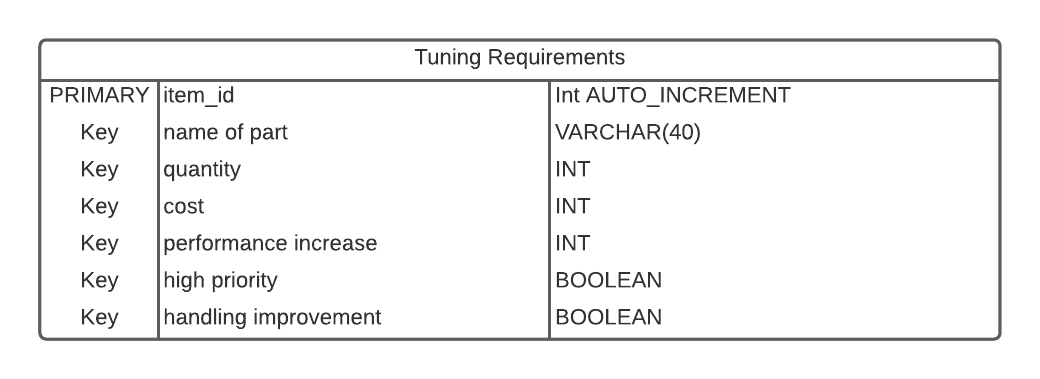 Tuning Requirements
PRIMARY item_id Int AUTO_INCREMENT
Key name of part VARCHAR(40)
Key quantity INT
Key cost INT
Key performance increase INT
Key high priority BOOLEAN
Key handling improvement BOOLEAN